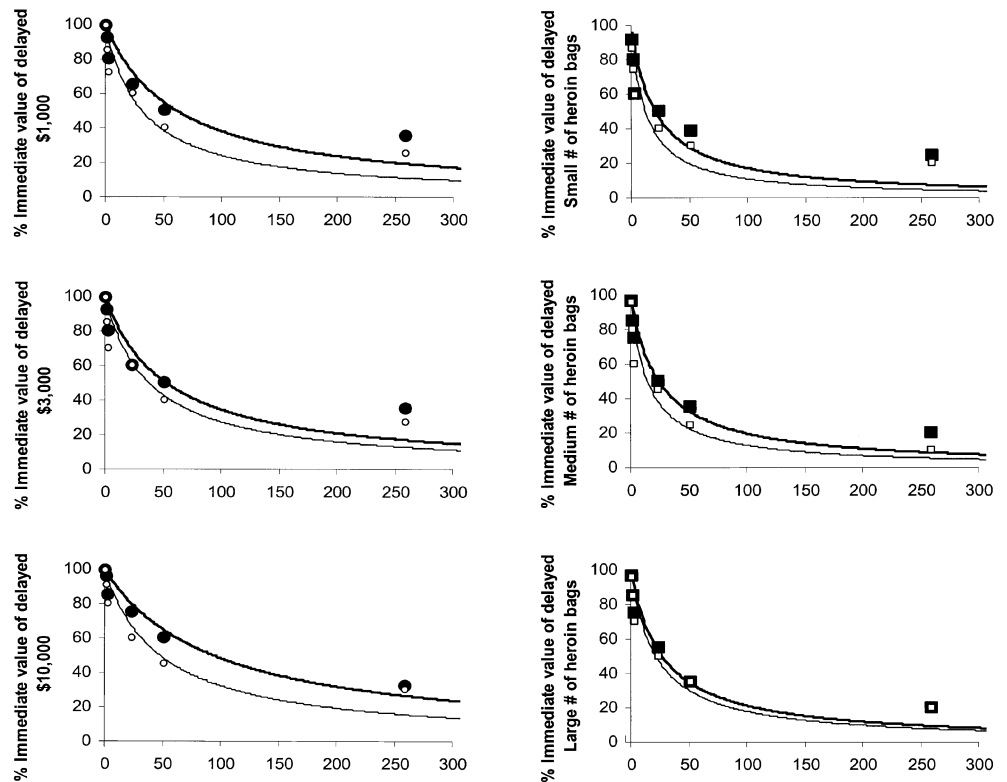 % Immediate value of delayed
$1,000
100
80
60
40
20
0
0 50 100 150 200 250 300
% Immediate value of delayed
Small # of heroin bags
100
80
60
40
20
0
0 50 100 150 200 250 300
% Immediate value of delayed
$3,000
100
80
60
40
20
0
0 50 100 150 200 250 300
% Immediate value of delayed
Medium # of heroin bags
100
80
60
40
20
0
0 50 100 150 200 250 300
% Immediate value of delayed
$10,000
100
80
60
40
20
0
0 50 100 150 200 250 300
% Immediate value of delayed
Large # of heroin bags
100
80
60
40
20
0
0 50 100 150 200 250 300